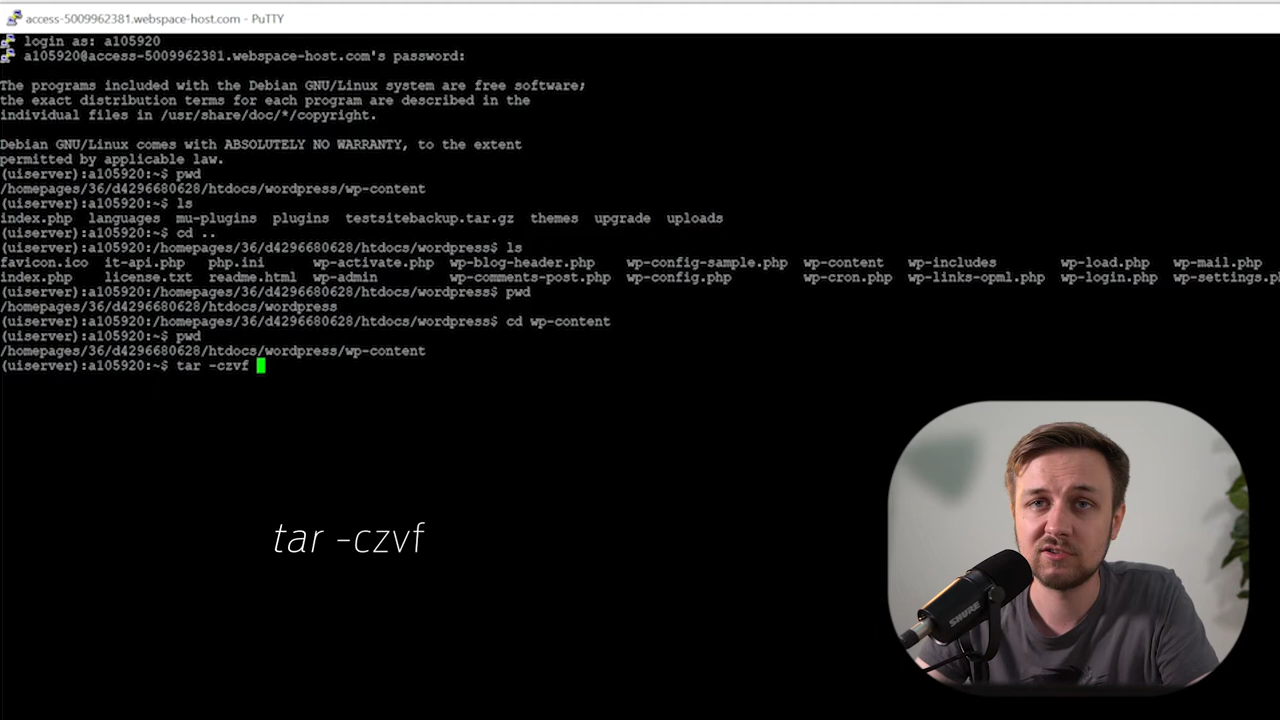 access-5009962381.webspace-host.com - PuTTY
login as: a105920
a105920@access-5009962381.webspace-host.com's password:
The programs included with the Debian GNU/Linux system are free software;
the exact distribution terms for each program are described in the
individual files in /usr/share/doc/*/copyright.
Debian GNU/Linux comes with ABSOLUTELY NO WARRANTY, to the extent
permitted by applicable law.
(uiserver):a105920:~$ pwd
/homepages/36/d4296680628/htdocs/wordpress/wp-content
(uiserver):a105920:~$ ls
index.php languages mu-plugins plugins testsitebackup.tar.gz themes upgrade uploads
(uiserver):a105920:~$ cd ..
(uiserver):a105920:/homepages/36/d4296680628/htdocs/wordpress$ ls
favicon.ico it-api.php php.ini wp-activate.php wp-blog-header.php wp-config-sample.php wp-content wp-includes wp-load.php wp-mail.php
index.php license.txt readme.html wp-admin wp-comments-post.php wp-config.php wp-cron.php wp-links-opml.php wp-login.php wp-settings.ph
(uiserver):a105920:/homepages/36/d4296680628/htdocs/wordpress$ pwd
/homepages/36/d4296680628/htdocs/wordpress
(uiserver):a105920:/homepages/36/d4296680628/htdocs/wordpress$ cd wp-content
(uiserver):a105920:~$ pwd
/homepages/36/d4296680628/htdocs/wordpress/wp-content
(uiserver):a105920:~$ tar -czvf
tar -czvf
SHURE